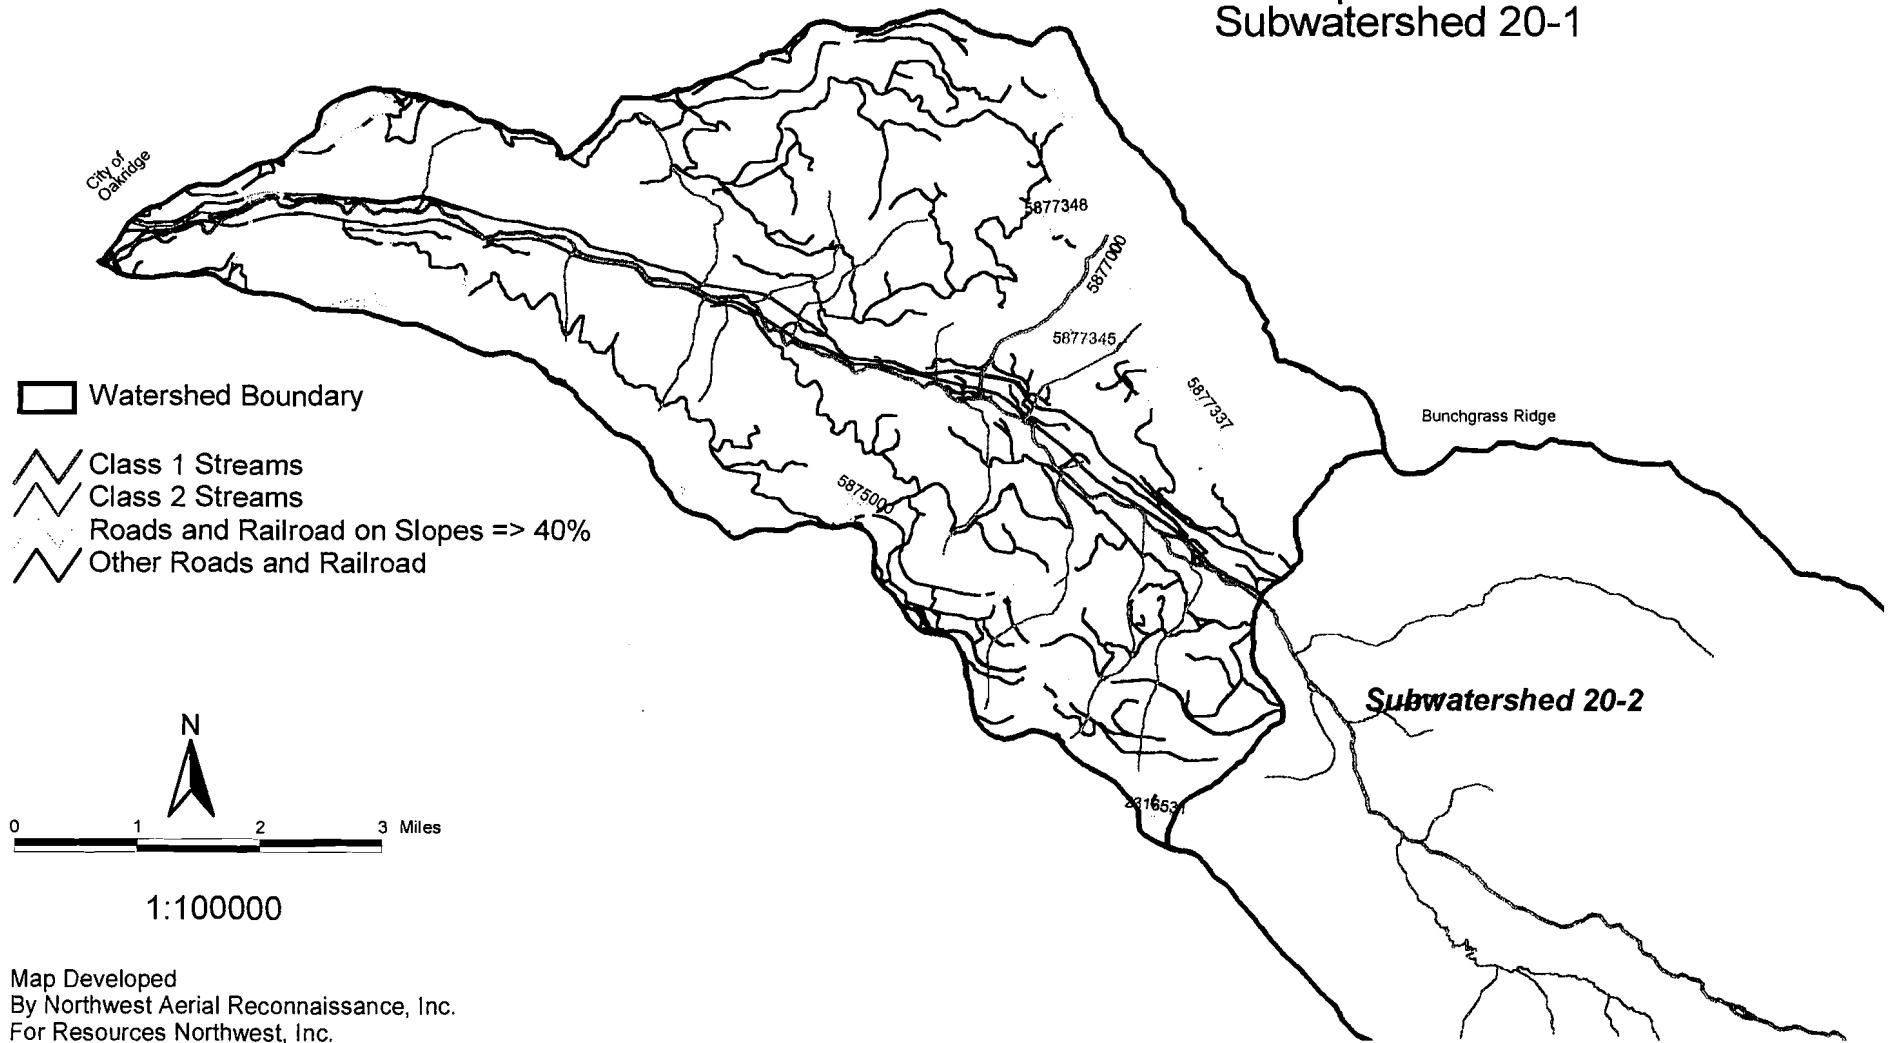 Subwatershed 20-1
City of
Oakridge
5877348
5877000
5877345
5877337
Bunchgrass Ridge
5875000
Watershed Boundary
Class 1 Streams
Class 2 Streams
Roads and Railroad on Slopes => 40%
Other Roads and Railroad
Subwatershed 20-2
N
0 1 2 3 Miles
1:100000
Map Developed
By Northwest Aerial Reconnaissance, Inc.
For Resources Northwest, Inc.